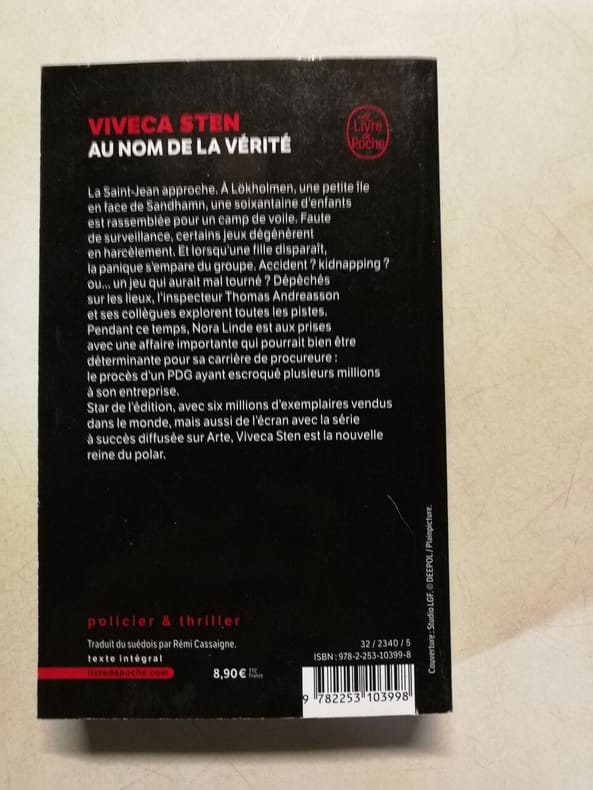 VIVECA STEN
AU NOM DE LA VÉRITÉ
Le
Livre
de
Poche
La Saint-Jean approche. À Lökholmen, une petite île
en face de Sandhamn, une soixantaine d'enfants
est rassemblée pour un camp de voile. Faute
de surveillance, certains jeux dégénèrent
en harcèlement. Et lorsqu'une fille disparaît,
la panique s'empare du groupe. Accident ? kidnapping ?
ou... un jeu qui aurait mal tourné ? Dépêchés
sur les lieux, l'inspecteur Thomas Andreasson
et ses collègues explorent toutes les pistes.
Pendant ce temps, Nora Linde est aux prises
avec une affaire importante qui pourrait bien être
déterminante pour sa carrière de procureure :
le procès d'un PDG ayant escroqué plusieurs millions
à son entreprise.
Star de l'édition, avec six millions d'exemplaires vendus
dans le monde, mais aussi de l'écran avec la série
à succès diffusée sur Arte, Viveca Sten est la nouvelle
reine du polar.
policier & thriller
Traduit du suédois par Rémi Cassaigne.
texte intégral
livredepoche.com
8,90 € TTC
France
32 / 2340 / 5
ISBN : 978-2-253-10399-8
9 782253 103998
Couverture : Studio LGF. © DEEPOL / Plainpicture.